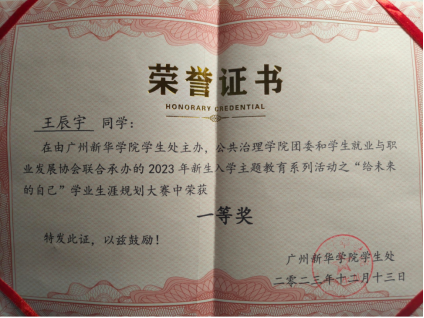 荣誉证书
HONORARY CREDENTIAL
王辰宇 同学：
在由广州新华学院学生处主办，公共治理学院团委和学生就业与职
业发展协会联合承办的 2023 年新生入学主题教育系列活动之“给未来
的自己”学业生涯规划大赛中荣获
一等奖
特发此证，以兹鼓励！
广州新华学院学生处
二零二三年十二月十三日